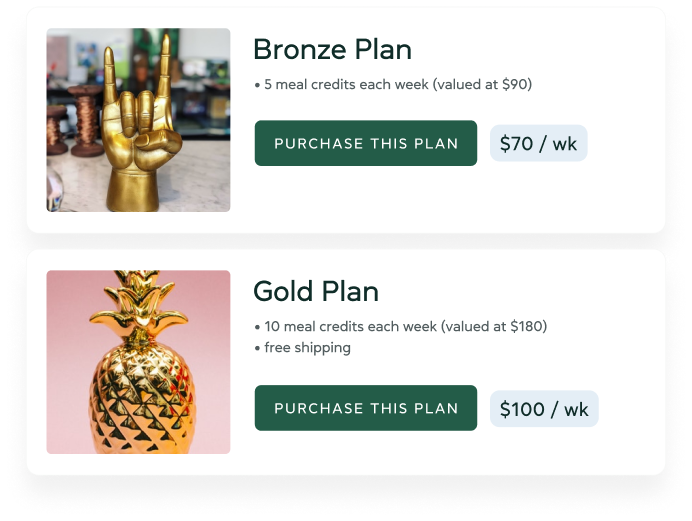 Bronze Plan
• 5 meal credits each week (valued at $90)
PURCHASE THIS PLAN
$70 / wk
Gold Plan
• 10 meal credits each week (valued at $180)
• free shipping
PURCHASE THIS PLAN
$100 / wk